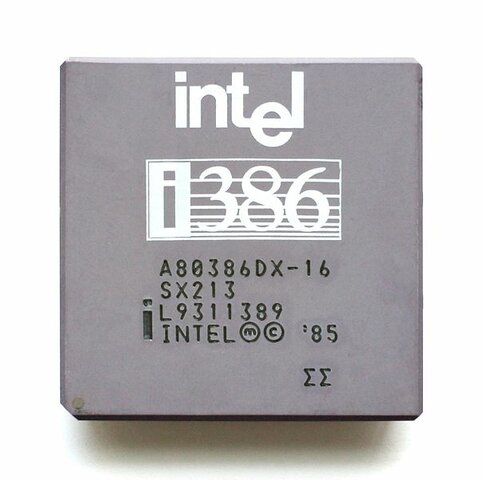 intel
i386
A80386DX-16
SX213
i L9311389
INTEL Ⓜ © '85
ΣΣ